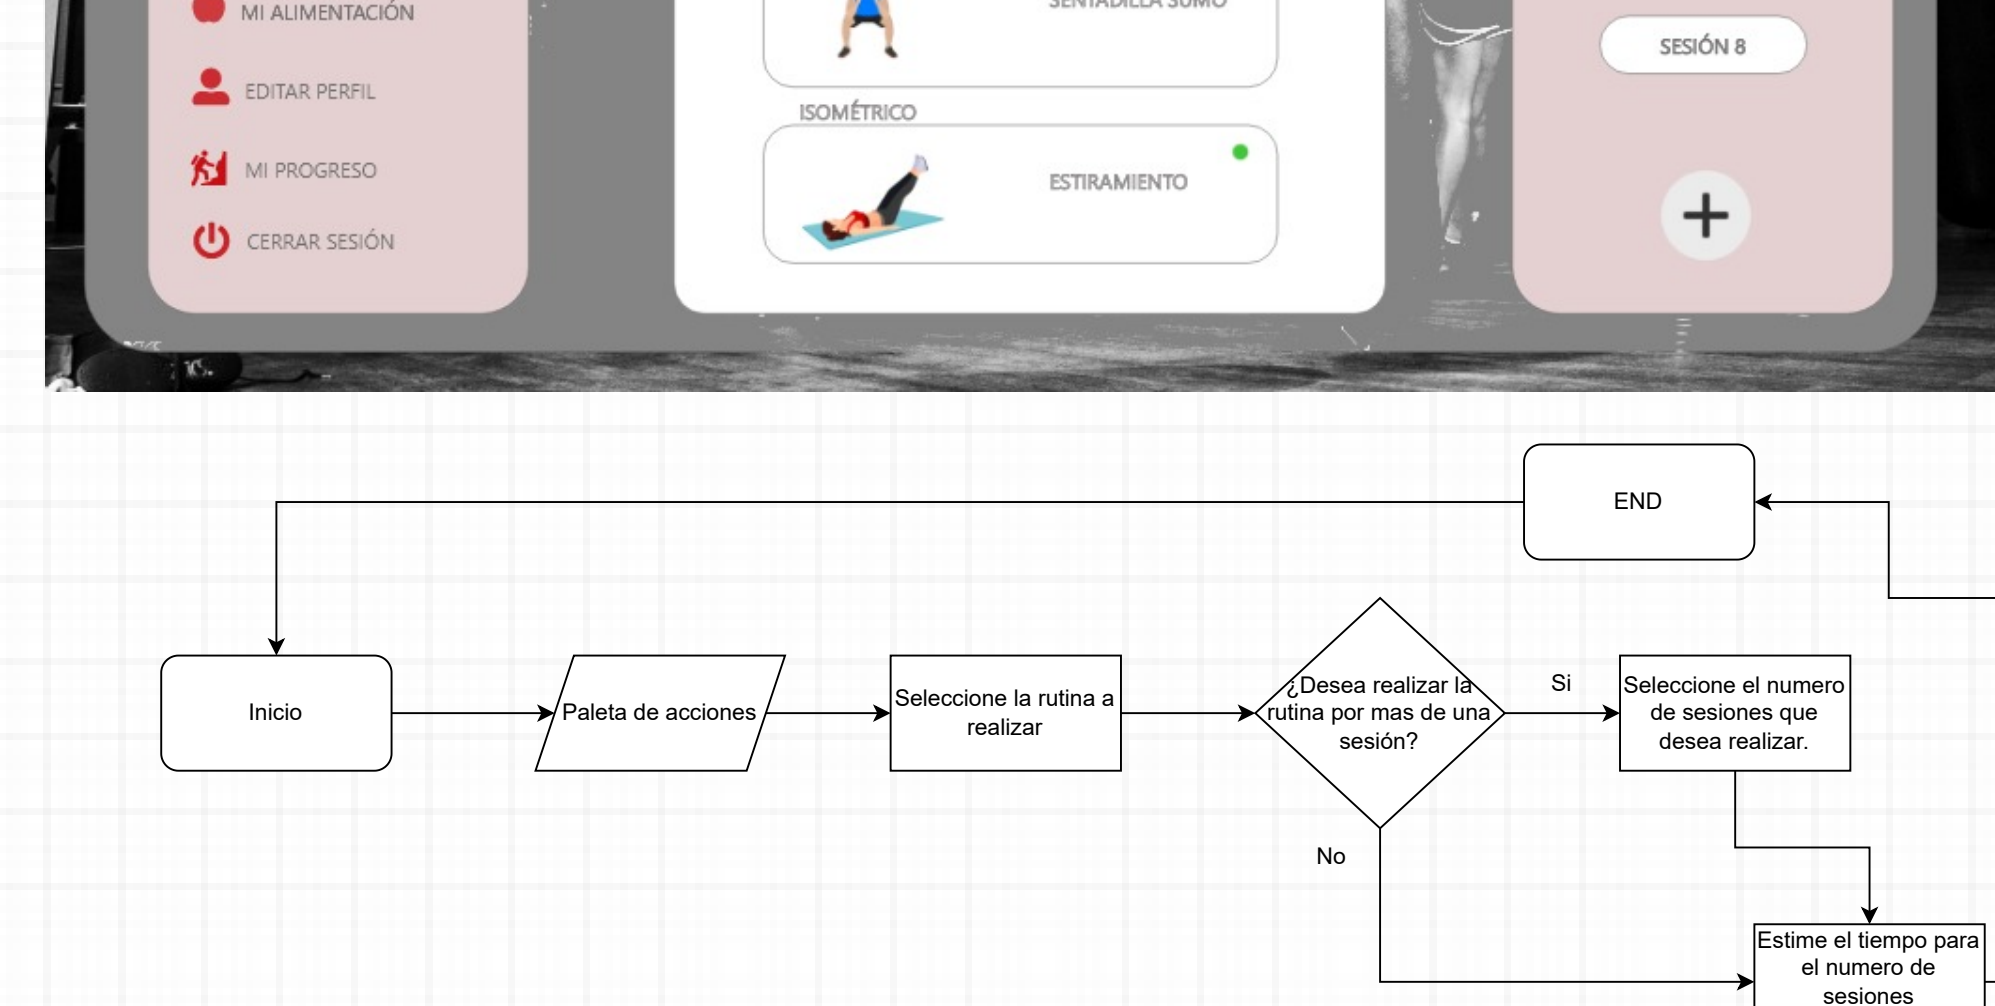 MI ALIMENTACIÓN
EDITAR PERFIL
MI PROGRESO
CERRAR SESIÓN
SENTADILLA SUMO
ISOMÉTRICO
ESTIRAMIENTO
SESIÓN 8
END
Inicio
Paleta de acciones
Seleccione la rutina a
realizar
¿Desea realizar la
rutina por mas de una
sesión?
Si
No
Seleccione el numero
de sesiones que
desea realizar.
Estime el tiempo para
el numero de
sesiones